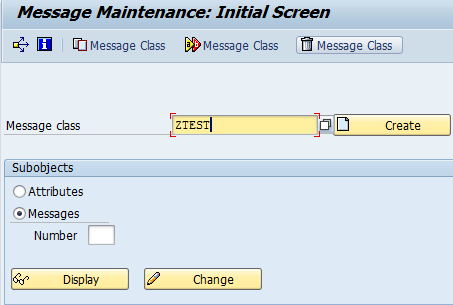 Message Maintenance: Initial Screen
Message Class Message Class Message Class
Message class ZTEST Create
Subobjects
Attributes
Messages
Number
Display Change